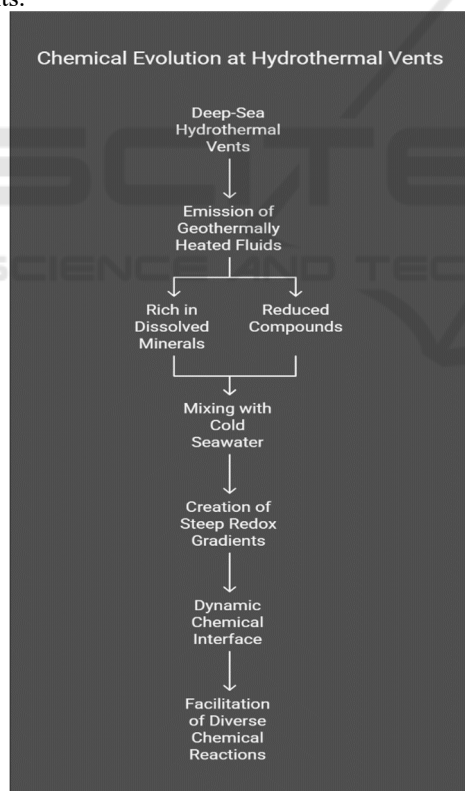 Chemical Evolution at Hydrothermal Vents
Deep-Sea
Hydrothermal
Vents
Emission of
Geothermally
Heated Fluids
Rich in
Dissolved
Minerals
Reduced
Compounds
Mixing with
Cold
Seawater
Creation of
Steep Redox
Gradients
Dynamic
Chemical
Interface
Facilitation
of Diverse
Chemical
Reactions